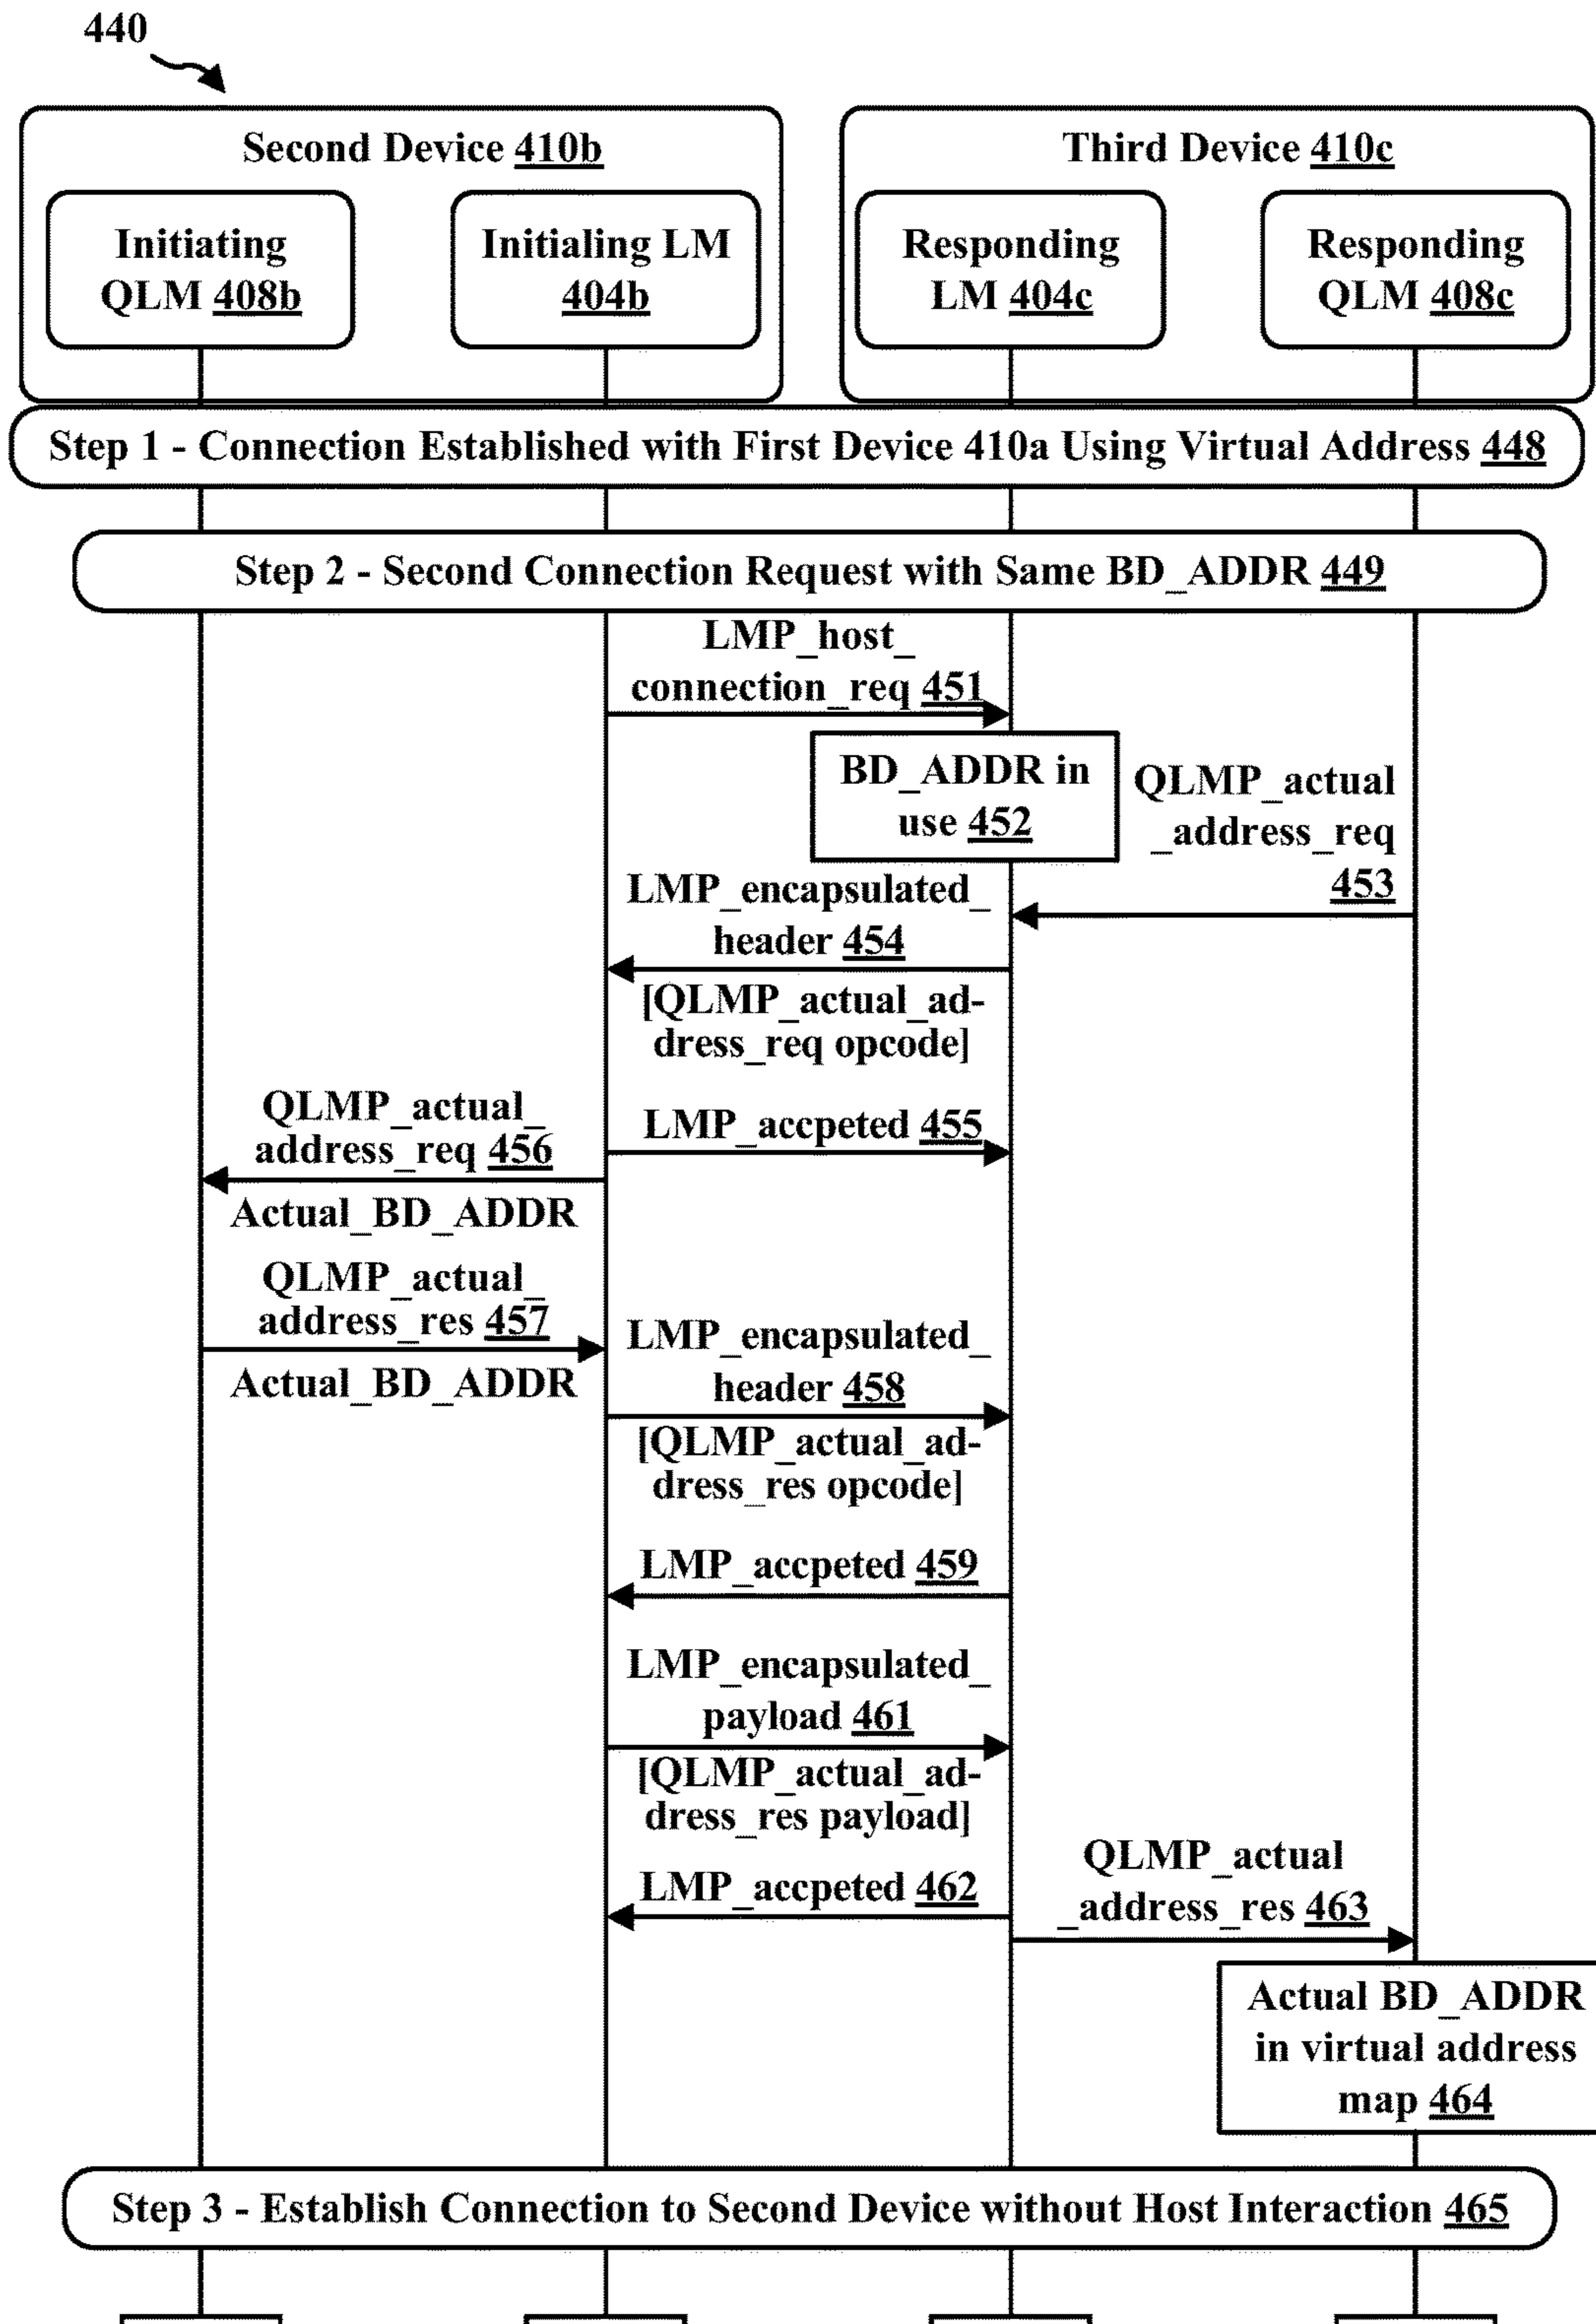 440
Second Device 410b
Third Device 410c
Initiating
QLM 408b
Initialing LM
404b
Responding
LM 404c
Responding
QLM 408c
Step 1 - Connection Established with First Device 410a Using Virtual Address 448
Step 2 - Second Connection Request with Same BD_ADDR 449
LMP_host_
connection_req 451
BD_ADDR in
use 452
QLMP_actual
_address_req
453
LMP_encapsulated_
header 454
[QLMP_actual_ad-
dress_req opcode]
QLMP_actual_
address_req 456
Actual_BD_ADDR
LMP_accpeted 455
QLMP_actual_
address_res 457
Actual_BD_ADDR
LMP_encapsulated_
header 458
[QLMP_actual_ad-
dress_res opcode]
LMP_accpeted 459
LMP_encapsulated_
payload 461
[QLMP_actual_ad-
dress_res payload]
LMP_accpeted 462
QLMP_actual
_address_res 463
Actual BD_ADDR
in virtual address
map 464
Step 3 - Establish Connection to Second Device without Host Interaction 465